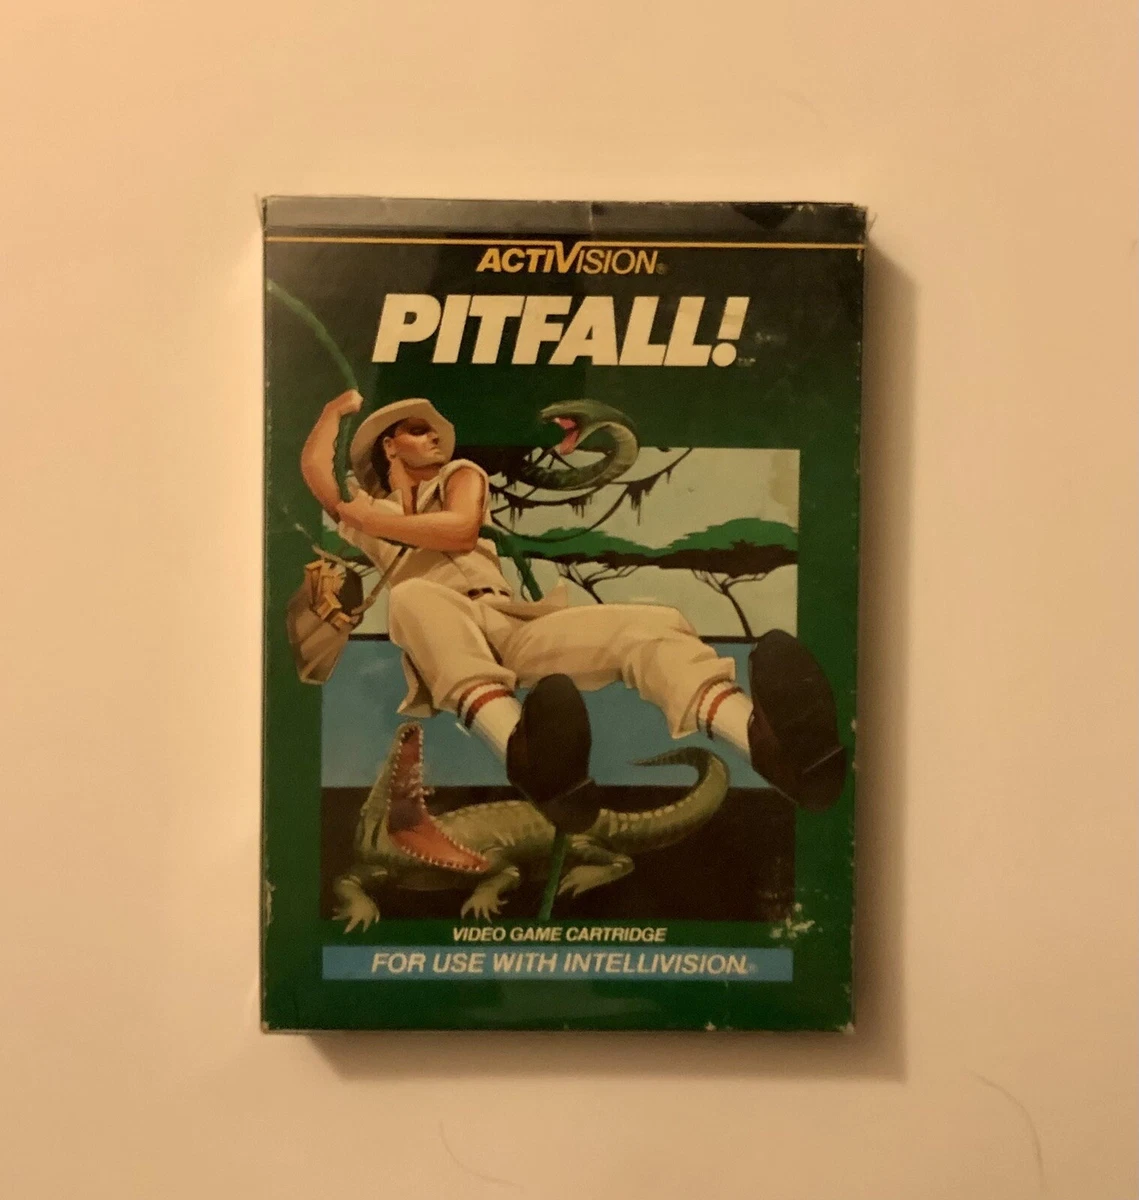 ACTIVISION®
PITFALL!
VIDEO GAME CARTRIDGE
FOR USE WITH INTELLIVISION®